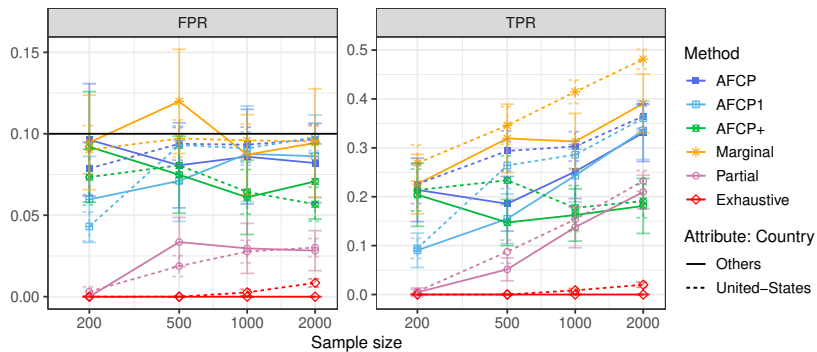 FPR
TPR
0.15
0.10
0.05
0.00
0.5
0.4
0.3
0.2
0.1
0.0
200
500
1000
2000
200
500
1000
2000
Sample size
Method
AFCP
AFCP1
AFCP+
Marginal
Partial
Exhaustive
Attribute: Country
Others
United−States